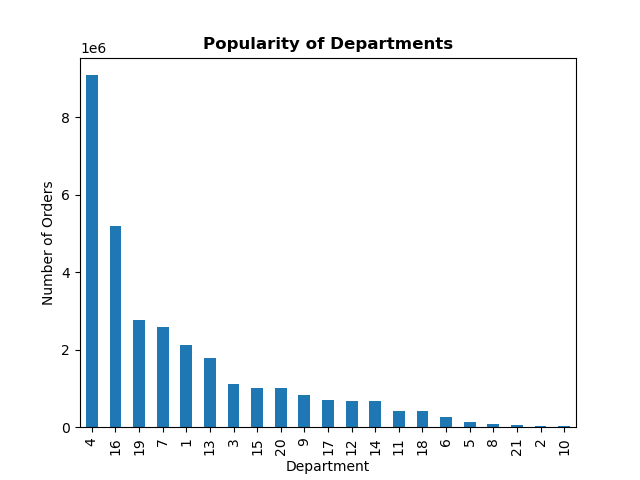 Popularity of Departments
1e6
8
6
4
2
0
Number of Orders
4 16 19 7 1 13 3 15 20 9 17 12 14 11 18 6 5 8 21 2 10
Department